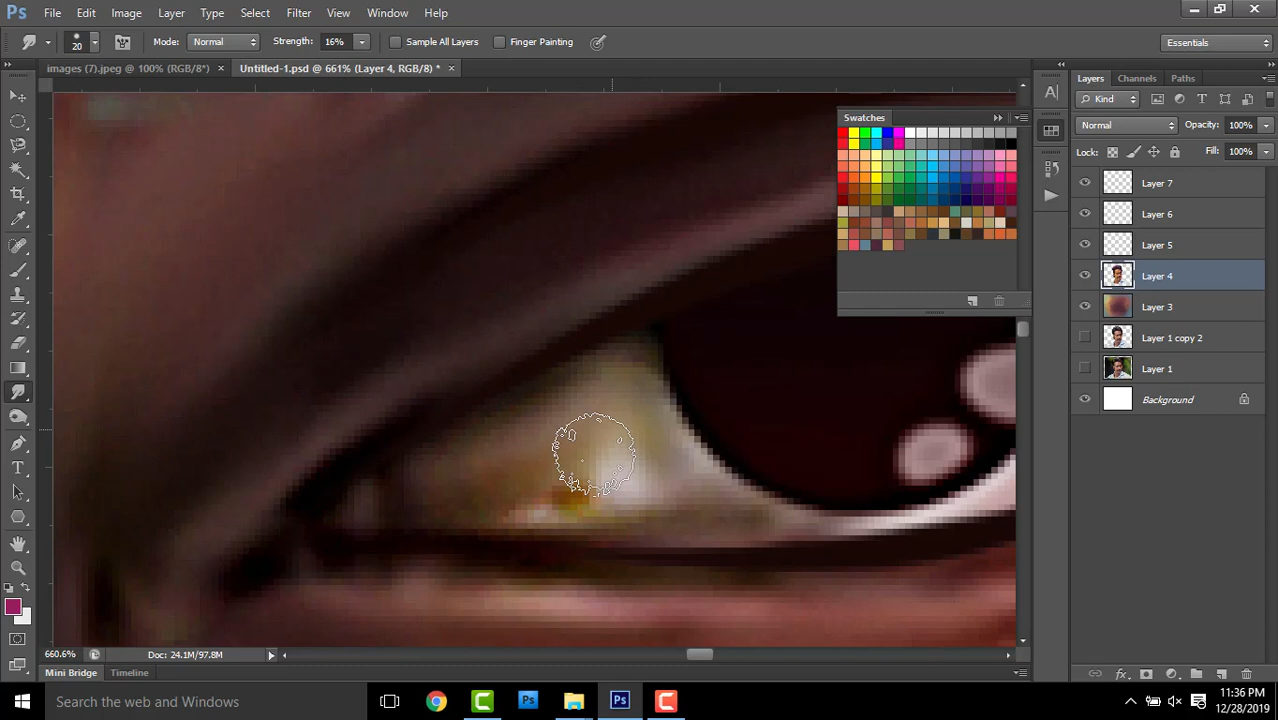 Ps File Edit Image Layer Type Select Filter View Window Help
20 Mode: Normal Strength: 16% Sample All Layers Finger Painting Essentials
images (7).jpeg @ 100% (RGB/8*) × Untitled-1.psd @ 661% (Layer 4, RGB/8) * ×
Layers Channels Paths
Kind
Swatches
Normal Opacity: 100%
Lock: Fill: 100%
Layer 7
Layer 6
Layer 5
Layer 4
Layer 3
Layer 1 copy 2
Layer 1
Background
660.6% Doc: 24.1M/97.8M
Mini Bridge Timeline
Search the web and Windows
11:36 PM
12/28/2019